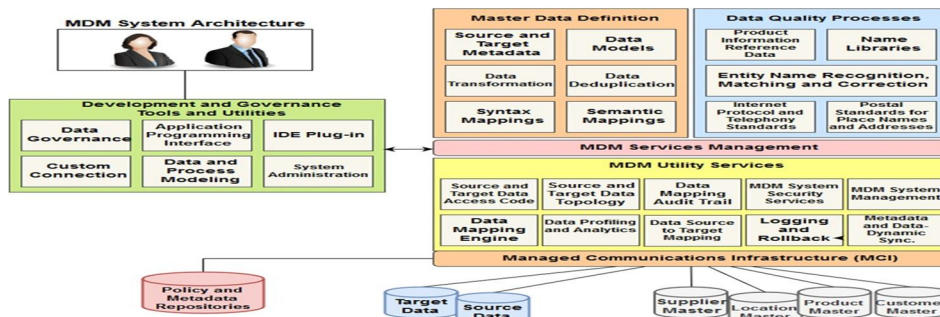 MDM System Architecture
Development and Governance
Tools and Utilities
Data
Governance
Application
Programming
Interface
IDE Plug-in
Custom
Connection
Data and
Process
Modeling
System
Administration
Master Data Definition
Source and
Target
Metadata
Data
Models
Data
Transformation
Data
Deduplication
Syntax
Mappings
Semantic
Mappings
Data Quality Processes
Product
Information
Reference
Data
Name
Libraries
Entity Name Recognition,
Matching and Correction
Internet
Protocol and
Telephony
Standards
Postal
Standards for
Place Names
and Addresses
MDM Services Management
MDM Utility Services
Source and
Target Data
Access Code
Source and
Target Data
Topology
Data
Mapping
Audit Trail
MDM System
Security
Services
MDM System
Management
Data
Mapping
Engine
Data Profiling
and Analytics
Data Source
to Target
Mapping
Logging
and
Rollback
Metadata
and Data-
Dynamic
Sync.
Managed Communications Infrastructure (MCI)
Policy and
Metadata
Repositories
Target
Data
Source
Data
Supplier
Master
Location
Master
Product
Master
Customer
Master